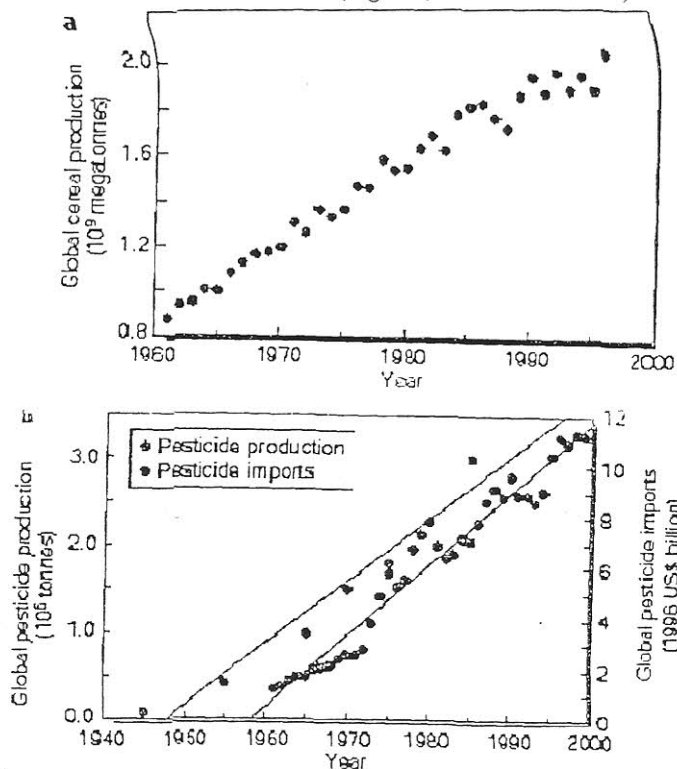 a
Global cereal production
(10⁹ megatonnes)
2.0
1.6
1.2
0.8
1960
1970
1980
1990
2000
Year
Pesticide production
Pesticide imports
Global pesticide production
(10⁶ tonnes)
3.0
2.0
1.0
0.0
12
10
8
6
4
2
0
Global pesticide imports
(1996 US$ billion)
1940
1950
1960
1970
1980
1990
2000
Year